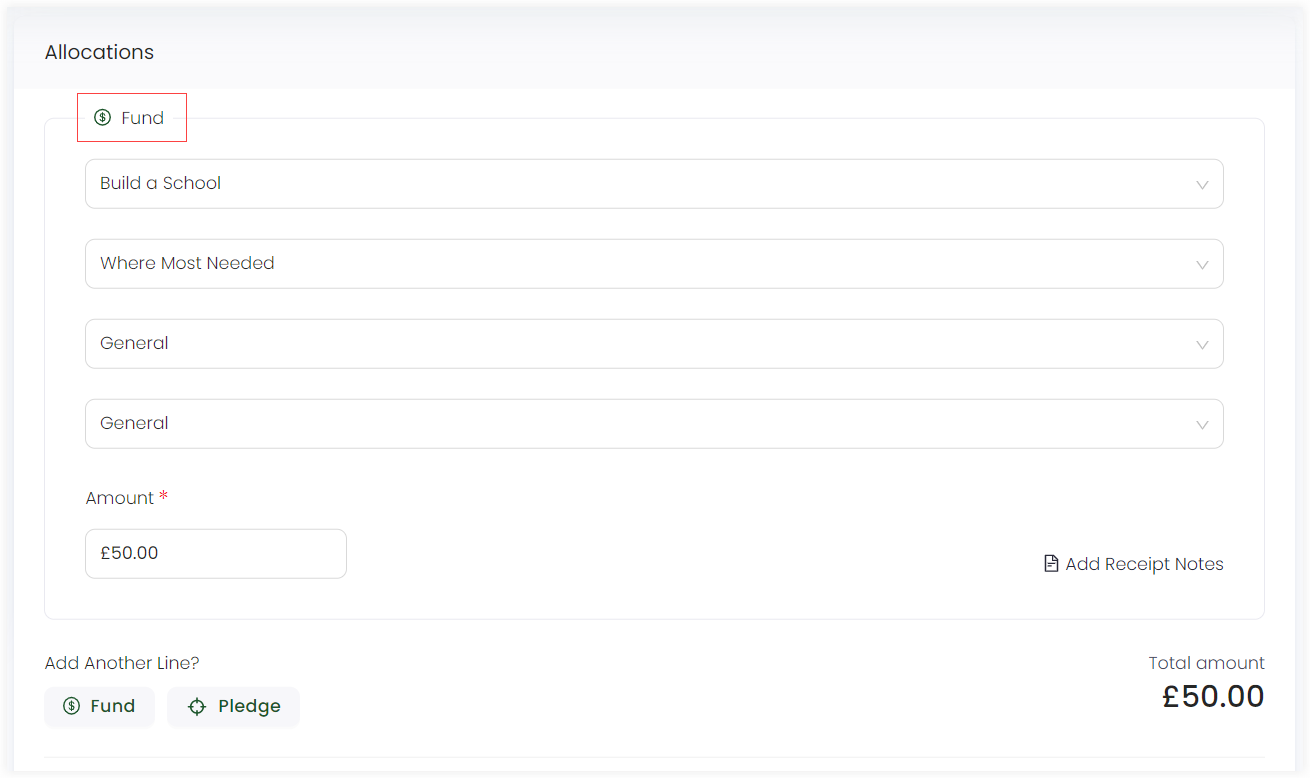 Allocations
Fund
Build a School
Where Most Needed
General
General
Amount *
£50.00
Add Receipt Notes
Add Another Line?
Total amount
£50.00
Fund
Pledge